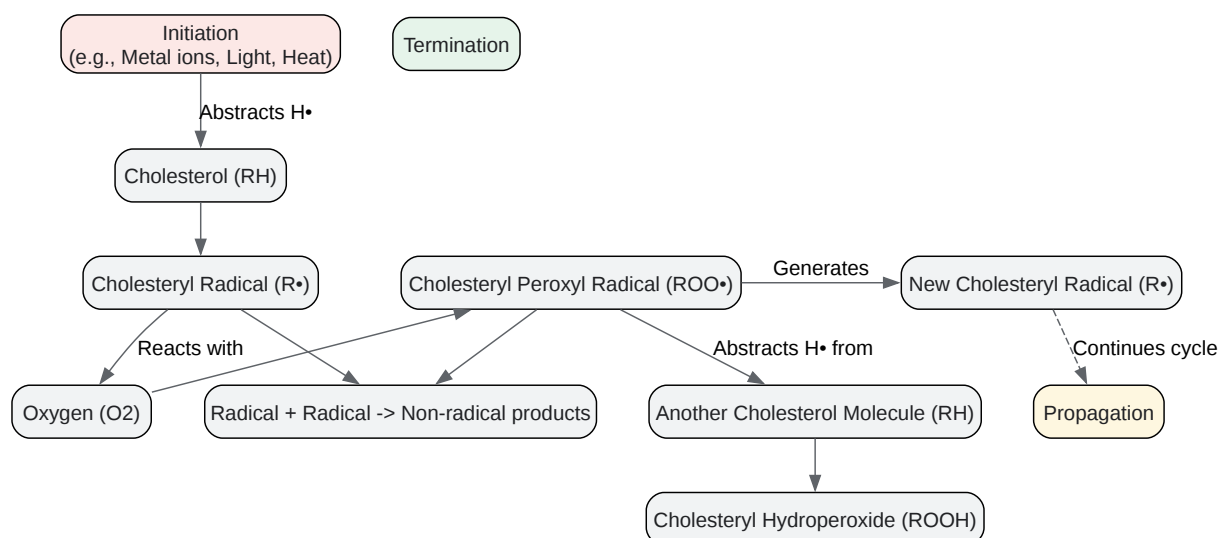 Initiation
(e.g., Metal ions, Light, Heat)
Termination
Abstracts H•
Cholesterol (RH)
Cholesteryl Radical (R•)
Cholesteryl Peroxyl Radical (ROO•)
Generates
New Cholesteryl Radical (R•)
Reacts with
Abstracts H• from
Continues cycle
Oxygen (O2)
Radical + Radical -> Non-radical products
Another Cholesterol Molecule (RH)
Propagation
Cholesteryl Hydroperoxide (ROOH)